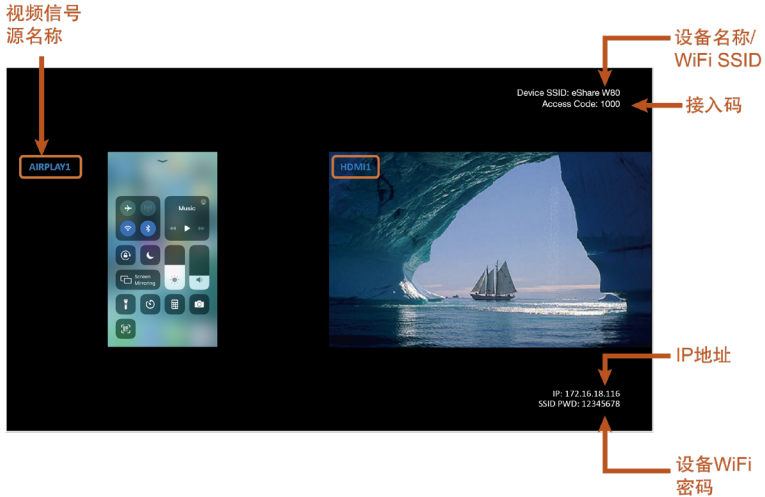 视频信号
源名称
设备名称/
WiFi SSID
Device SSID: eShare W80
Access Code: 1000
接入码
AIRPLAY1
HDMI1
Music
Screen
Mirroring
IP地址
IP: 172.16.18.116
SSID PWD: 12345678
设备WiFi
密码